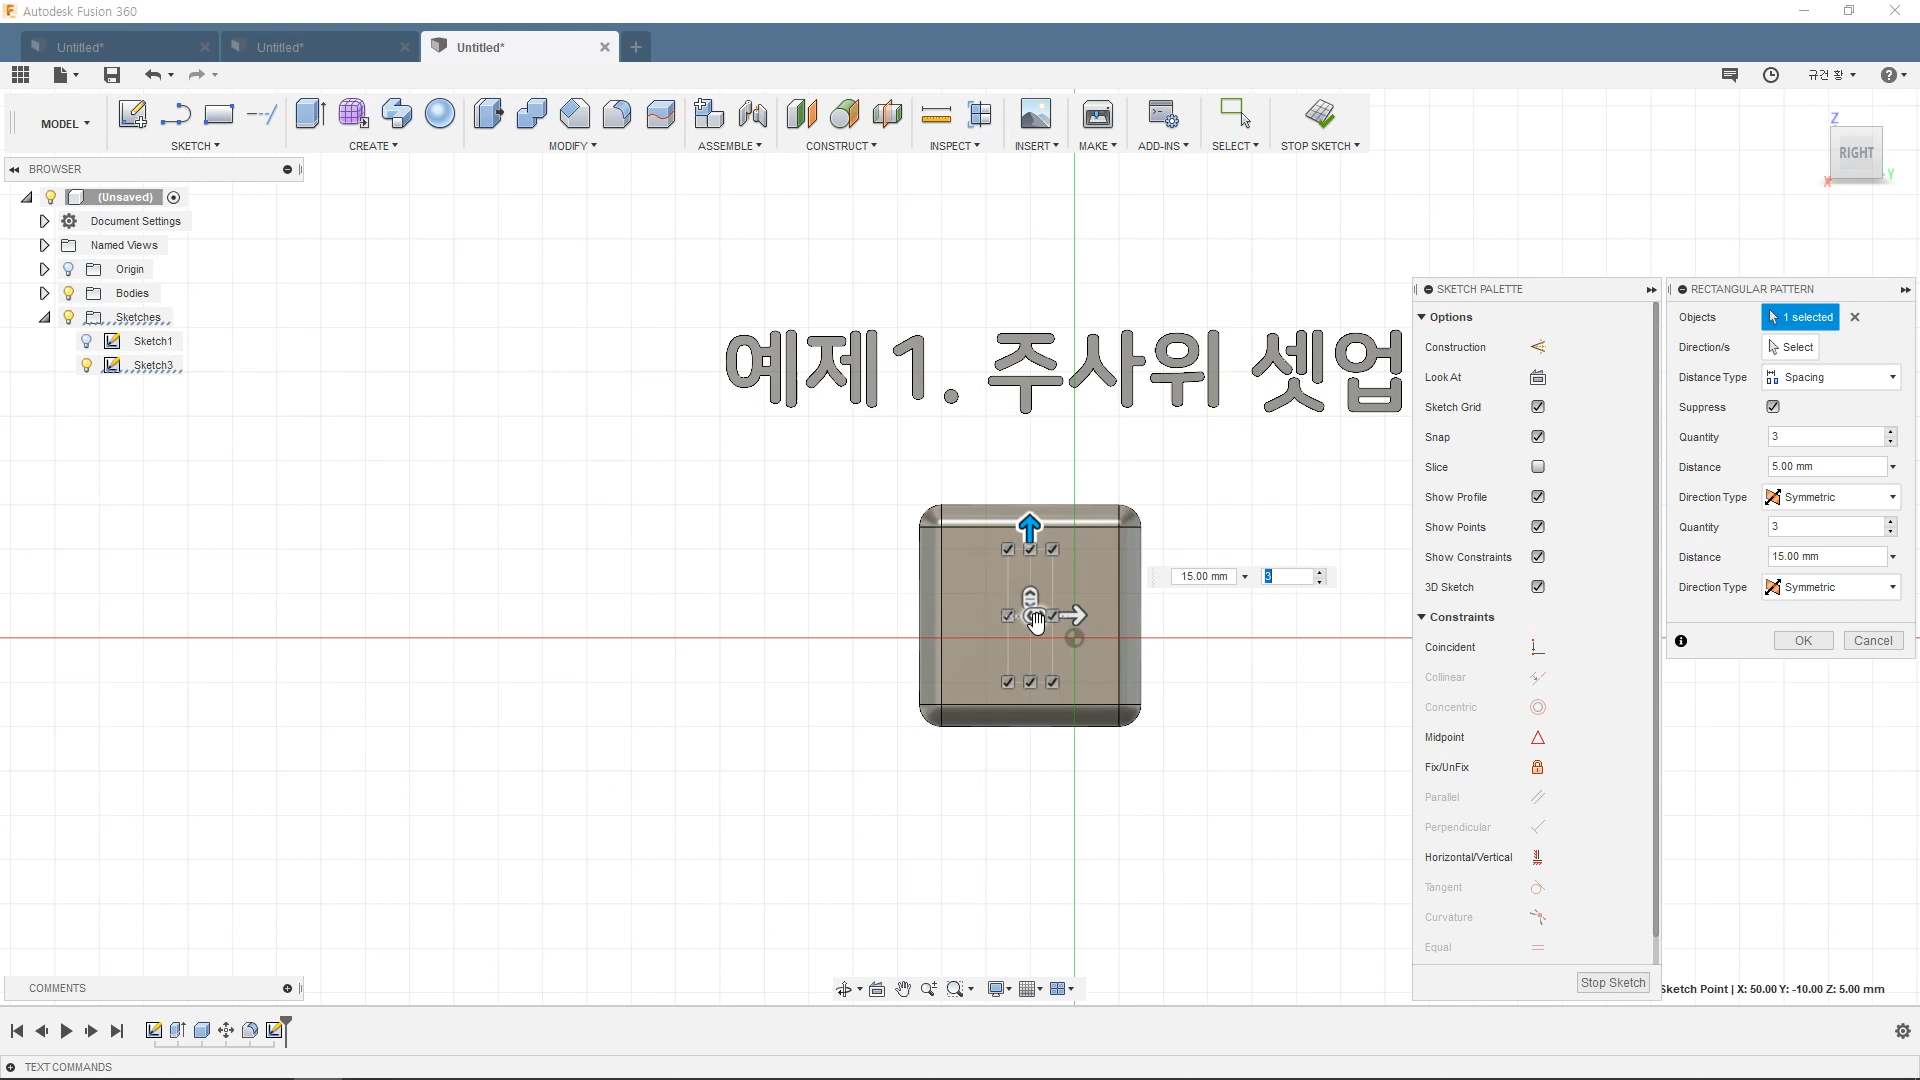 Autodesk Fusion 360
Untitled*
Untitled*
Untitled*
규건 황
MODEL
SKETCH
CREATE
MODIFY
ASSEMBLE
CONSTRUCT
INSPECT
INSERT
MAKE
ADD-INS
SELECT
STOP SKETCH
Z
RIGHT
X
Y
BROWSER
(Unsaved)
Document Settings
Named Views
Origin
Bodies
Sketches
Sketch1
Sketch3
예제1. 주사위 셋업
15.00 mm
3
SKETCH PALETTE
Options
Construction
Look At
Sketch Grid
Snap
Slice
Show Profile
Show Points
Show Constraints
3D Sketch
Constraints
Coincident
Collinear
Concentric
Midpoint
Fix/UnFix
Parallel
Perpendicular
Horizontal/Vertical
Tangent
Curvature
Equal
Stop Sketch
RECTANGULAR PATTERN
Objects 1 selected
Direction/s Select
Distance Type Spacing
Suppress
Quantity 3
Distance 5.00 mm
Direction Type Symmetric
Quantity 3
Distance 15.00 mm
Direction Type Symmetric
OK Cancel
Sketch Point | X: 50.00 Y: -10.00 Z: 5.00 mm
COMMENTS
TEXT COMMANDS